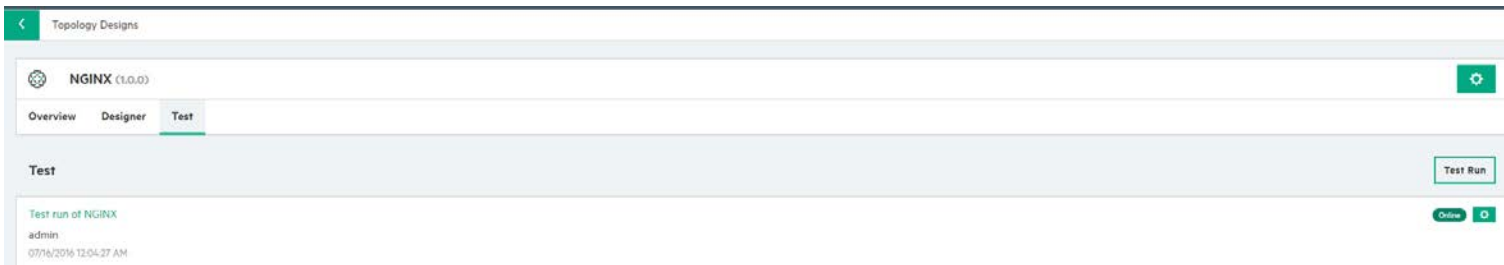 Topology Designs
NGINX (1.0.0)
Overview Designer Test
Test
Test Run
Test run of NGINX
Online
admin
07/16/2016 12:04:27 AM